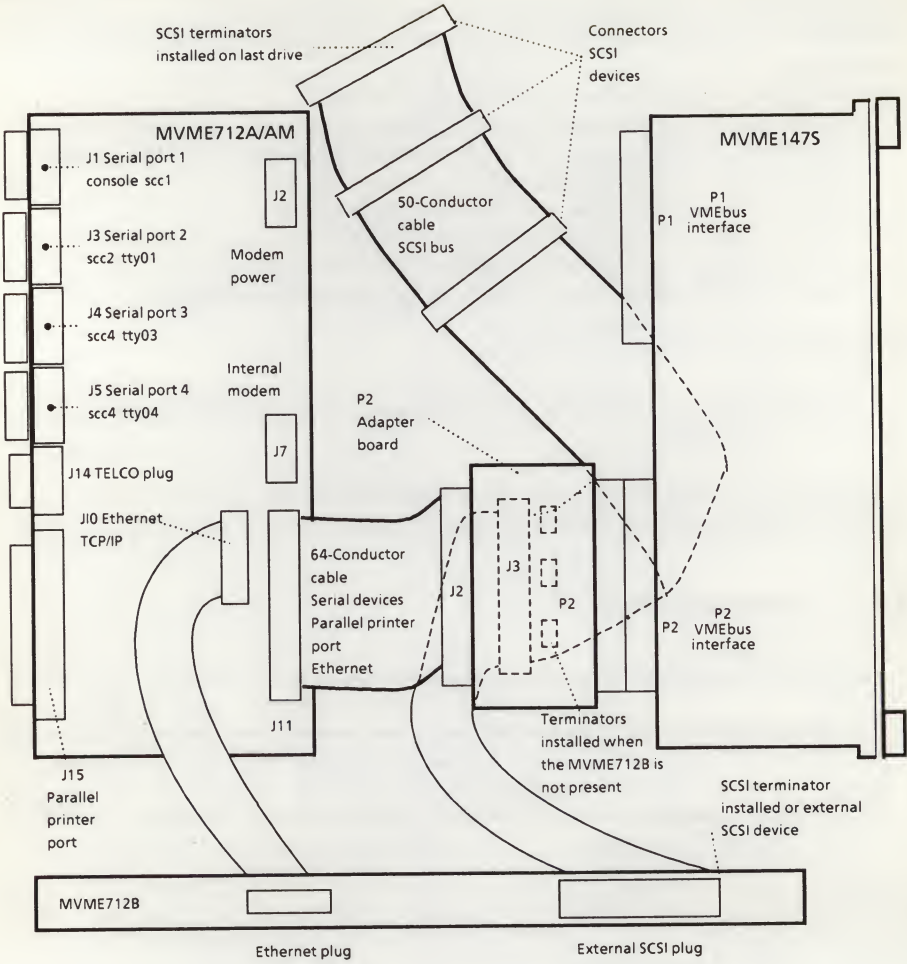 SCSI terminators
installed on last drive
Connectors
SCSI
devices
MVME712A/AM
J1 Serial port 1
console scc1
J2
J3 Serial port 2
scc2 tty01
Modem
power
J4 Serial port 3
scc4 tty03
Internal
modem
J5 Serial port 4
scc4 tty04
J7
J14 TELCO plug
JI0 Ethernet
TCP/IP
J11
J15
Parallel
printer
port
50-Conductor
cable
SCSI bus
64-Conductor
cable
Serial devices
Parallel printer
port
Ethernet
P2
Adapter
board
J2
J3
P2
Terminators
installed when
the MVME712B is
not present
MVME147S
P1
P1
VMEbus
interface
P2
P2
VMEbus
interface
SCSI terminator
installed or external
SCSI device
MVME712B
Ethernet plug
External SCSI plug